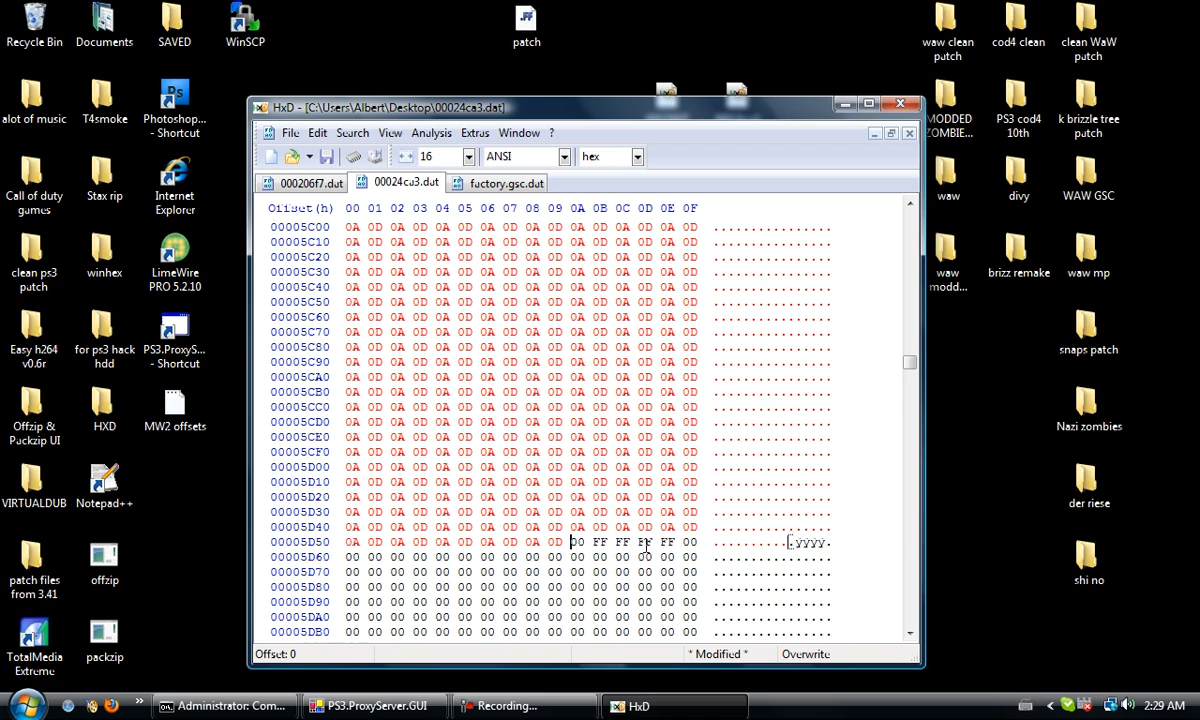 Recycle Bin
Documents
SAVED
WinSCP
patch
waw clean patch
cod4 clean
clean WaW patch
alot of music
T4smoke
Photoshop... - Shortcut
MODDED ZOMBIE...
PS3 cod4 10th
k brizzle tree patch
Call of duty games
Stax rip
Internet Explorer
waw
divy
WAW GSC
clean ps3 patch
winhex
LimeWire PRO 5.2.10
waw modd...
brizz remake
waw mp
Easy h264 v0.6r
for ps3 hack hdd
PS3.ProxyS... - Shortcut
snaps patch
Offzip & Puckzip UI
HXD
MW2 offsets
Nazi zombies
VIRTUALDUB
Notepad++
der riese
patch files from 3.41
offzip
shi no
TotalMedia Extreme
packzip
HxD - [C:\Users\Albert\Desktop\00024ca3.dat]
File Edit Search View Analysis Extras Window ?
16 ANSI hex
000206f7.dat 00024ca3.dat factory.gsc.dat
Offset(h) 00 01 02 03 04 05 06 07 08 09 0A 0B 0C 0D 0E 0F
00005C00 0A 0D 0A 0D 0A 0D 0A 0D 0A 0D 0A 0D 0A 0D 0A 0D ................
00005C10 0A 0D 0A 0D 0A 0D 0A 0D 0A 0D 0A 0D 0A 0D 0A 0D ................
00005C20 0A 0D 0A 0D 0A 0D 0A 0D 0A 0D 0A 0D 0A 0D 0A 0D ................
00005C30 0A 0D 0A 0D 0A 0D 0A 0D 0A 0D 0A 0D 0A 0D 0A 0D ................
00005C40 0A 0D 0A 0D 0A 0D 0A 0D 0A 0D 0A 0D 0A 0D 0A 0D ................
00005C50 0A 0D 0A 0D 0A 0D 0A 0D 0A 0D 0A 0D 0A 0D 0A 0D ................
00005C60 0A 0D 0A 0D 0A 0D 0A 0D 0A 0D 0A 0D 0A 0D 0A 0D ................
00005C70 0A 0D 0A 0D 0A 0D 0A 0D 0A 0D 0A 0D 0A 0D 0A 0D ................
00005C80 0A 0D 0A 0D 0A 0D 0A 0D 0A 0D 0A 0D 0A 0D 0A 0D ................
00005C90 0A 0D 0A 0D 0A 0D 0A 0D 0A 0D 0A 0D 0A 0D 0A 0D ................
00005CA0 0A 0D 0A 0D 0A 0D 0A 0D 0A 0D 0A 0D 0A 0D 0A 0D ................
00005CB0 0A 0D 0A 0D 0A 0D 0A 0D 0A 0D 0A 0D 0A 0D 0A 0D ................
00005CC0 0A 0D 0A 0D 0A 0D 0A 0D 0A 0D 0A 0D 0A 0D 0A 0D ................
00005CD0 0A 0D 0A 0D 0A 0D 0A 0D 0A 0D 0A 0D 0A 0D 0A 0D ................
00005CE0 0A 0D 0A 0D 0A 0D 0A 0D 0A 0D 0A 0D 0A 0D 0A 0D ................
00005CF0 0A 0D 0A 0D 0A 0D 0A 0D 0A 0D 0A 0D 0A 0D 0A 0D ................
00005D00 0A 0D 0A 0D 0A 0D 0A 0D 0A 0D 0A 0D 0A 0D 0A 0D ................
00005D10 0A 0D 0A 0D 0A 0D 0A 0D 0A 0D 0A 0D 0A 0D 0A 0D ................
00005D20 0A 0D 0A 0D 0A 0D 0A 0D 0A 0D 0A 0D 0A 0D 0A 0D ................
00005D30 0A 0D 0A 0D 0A 0D 0A 0D 0A 0D 0A 0D 0A 0D 0A 0D ................
00005D40 0A 0D 0A 0D 0A 0D 0A 0D 0A 0D 0A 0D 0A 0D 0A 0D ................
00005D50 0A 0D 0A 0D 0A 0D 0A 0D 0A 0D 00 FF FF FF FF 00 ...........ÿÿÿÿ.
00005D60 00 00 00 00 00 00 00 00 00 00 00 00 00 00 00 00 ................
00005D70 00 00 00 00 00 00 00 00 00 00 00 00 00 00 00 00 ................
00005D80 00 00 00 00 00 00 00 00 00 00 00 00 00 00 00 00 ................
00005D90 00 00 00 00 00 00 00 00 00 00 00 00 00 00 00 00 ................
00005DA0 00 00 00 00 00 00 00 00 00 00 00 00 00 00 00 00 ................
00005DB0 00 00 00 00 00 00 00 00 00 00 00 00 00 00 00 00 ................
Offset: 0 * Modified * Overwrite
Administrator: Com... PS3.ProxyServer.GUI Recording... HxD 2:29 AM